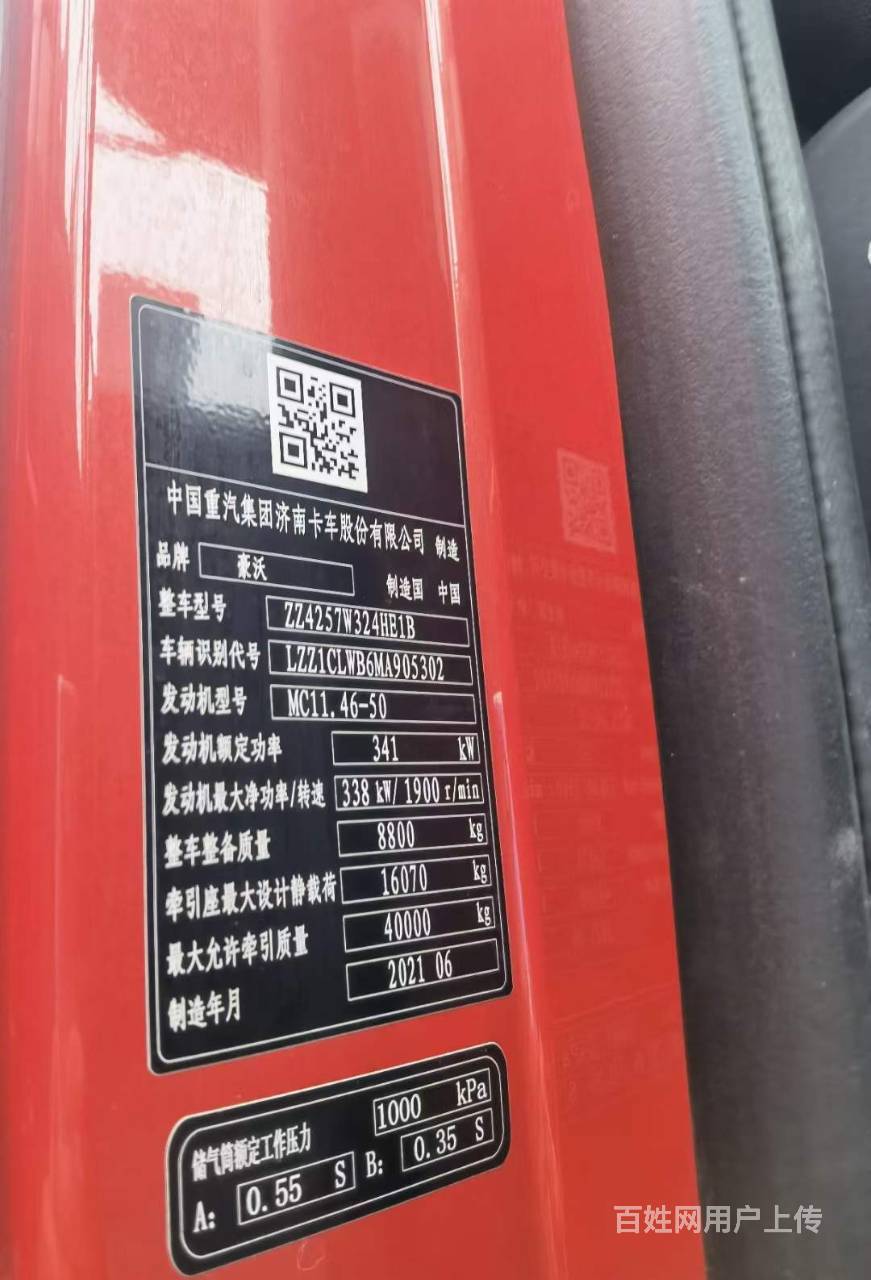 中国重汽集团济南卡车股份有限公司 制造
品牌 豪沃 制造国 中国
整车型号 ZZ4257W324HE1B
车辆识别代号 LZZ1CLWB6MA905302
发动机型号 MC11.46-50
发动机额定功率 341 kW
发动机最大净功率/转速 338 kW/ 1900 r/min
整车整备质量 8800 kg
牵引座最大设计静载荷 16070 kg
最大允许牵引质量 40000 kg
制造年月 2021 06
储气筒额定工作压力 1000 kPa
A: 0.55 S B: 0.35 S
百姓网用户上传